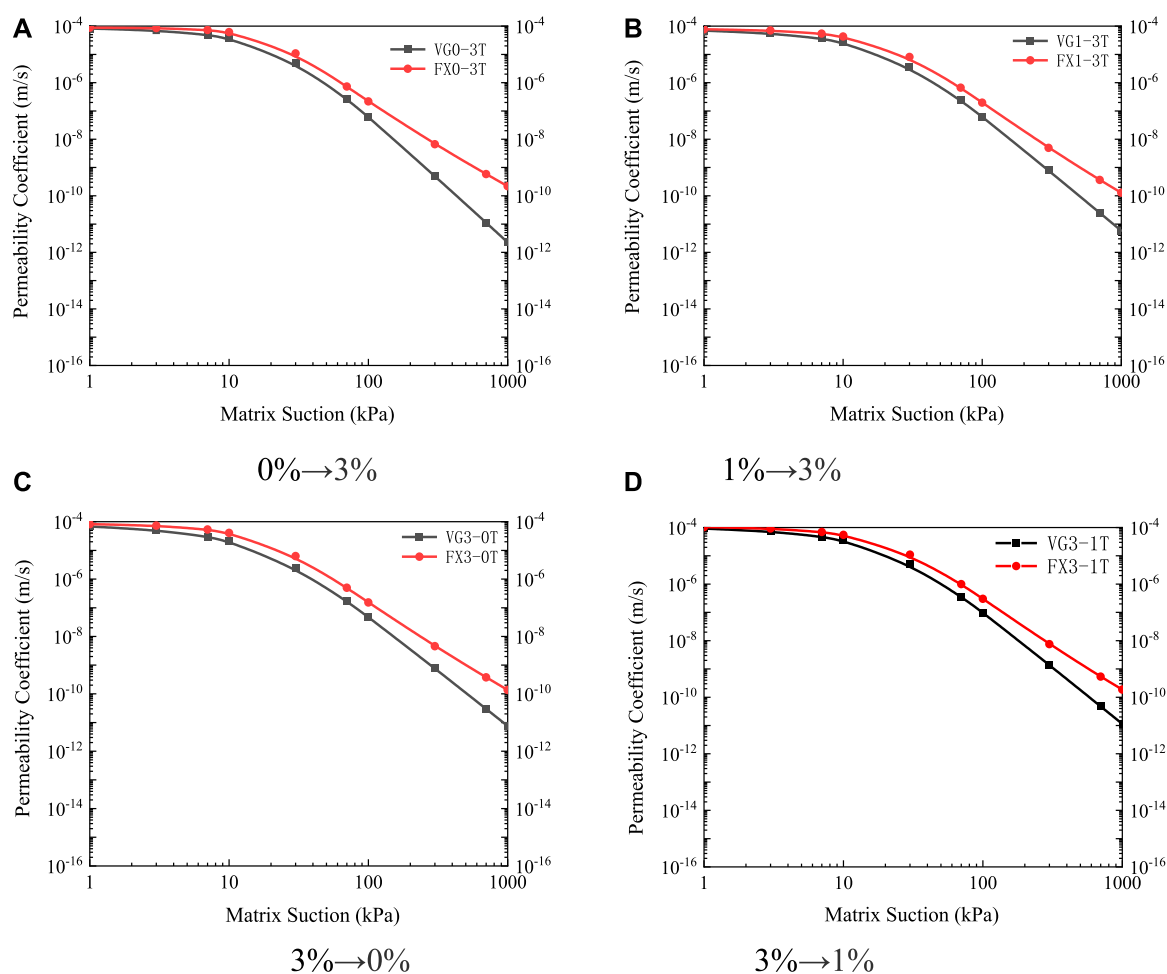 A
Permeability Coefficient (m/s)
10-4
10-6
10-8
10-10
10-12
10-14
10-16
VG0-3T
FX0-3T
10-4
10-6
10-8
10-10
10-12
10-14
10-16
1 10 100 1000
Matrix Suction (kPa)
0%→3%
B
Permeability Coefficient (m/s)
10-4
10-6
10-8
10-10
10-12
10-14
10-16
VG1-3T
FX1-3T
10-4
10-6
10-8
10-10
10-12
10-14
10-16
1 10 100 1000
Matrix Suction (kPa)
1%→3%
C
Permeability Coefficient (m/s)
10-4
10-6
10-8
10-10
10-12
10-14
10-16
VG3-0T
FX3-0T
10-4
10-6
10-8
10-10
10-12
10-14
10-16
1 10 100 1000
Matrix Suction (kPa)
3%→0%
D
Permeability Coefficient (m/s)
10-4
10-6
10-8
10-10
10-12
10-14
10-16
VG3-1T
FX3-1T
10-4
10-6
10-8
10-10
10-12
10-14
10-16
1 10 100 1000
Matrix Suction (kPa)
3%→1%